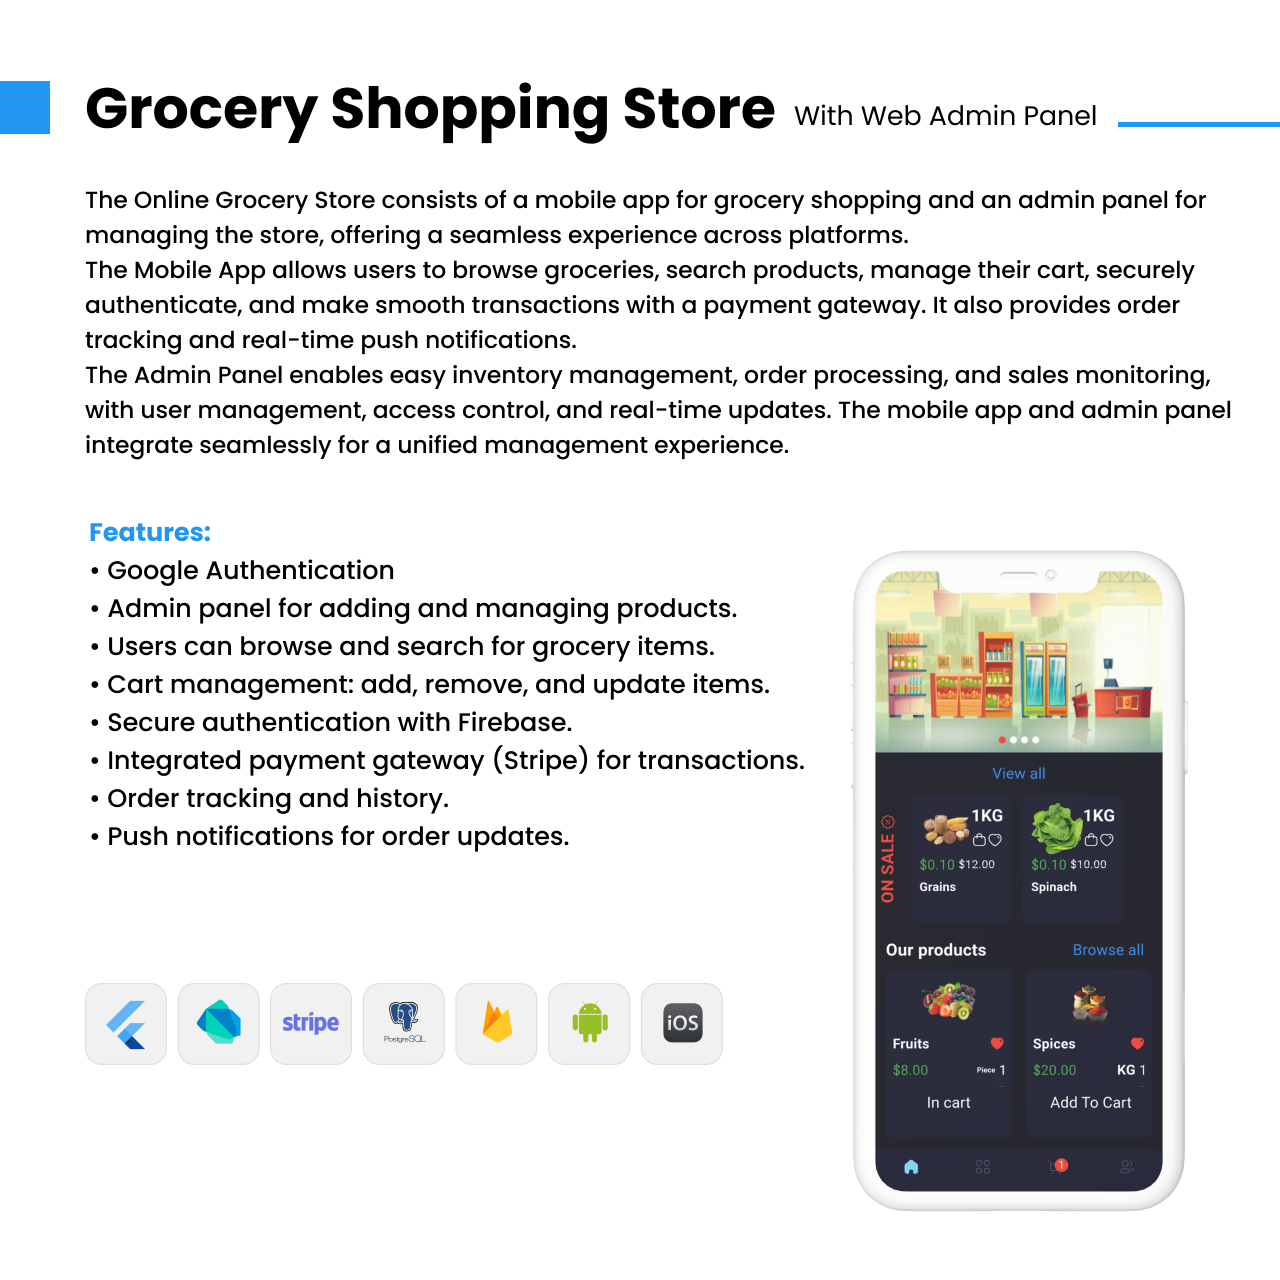 Grocery Shopping Store With Web Admin Panel
The Online Grocery Store consists of a mobile app for grocery shopping and an admin panel for
managing the store, offering a seamless experience across platforms.
The Mobile App allows users to browse groceries, search products, manage their cart, securely
authenticate, and make smooth transactions with a payment gateway. It also provides order
tracking and real-time push notifications.
The Admin Panel enables easy inventory management, order processing, and sales monitoring,
with user management, access control, and real-time updates. The mobile app and admin panel
integrate seamlessly for a unified management experience.
Features:
• Google Authentication
• Admin panel for adding and managing products.
• Users can browse and search for grocery items.
• Cart management: add, remove, and update items.
• Secure authentication with Firebase.
• Integrated payment gateway (Stripe) for transactions.
• Order tracking and history.
• Push notifications for order updates.
stripe
PostgreSQL
iOS
SALE SALE
View all
ON SALE
1KG
$0.10 $12.00
Grains
1KG
$0.10 $10.00
Spinach
Our products Browse all
Fruits
$8.00 Piece 1
In cart
Spices
$20.00 KG 1
Add To Cart
1